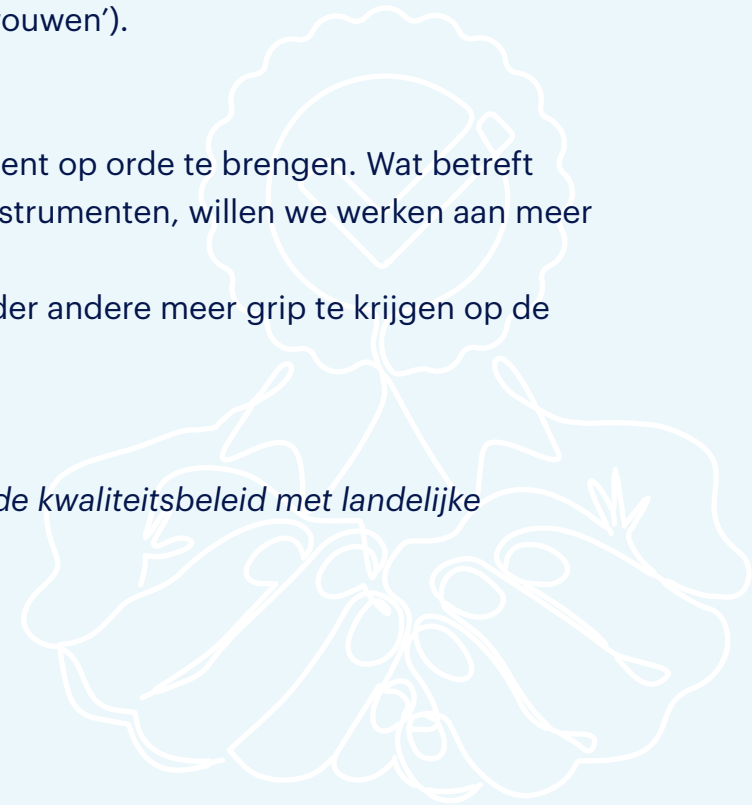 rouwen’).
ent op orde te brengen. Wat betreft
strumenten, willen we werken aan meer
der andere meer grip te krijgen op de
de kwaliteitsbeleid met landelijke